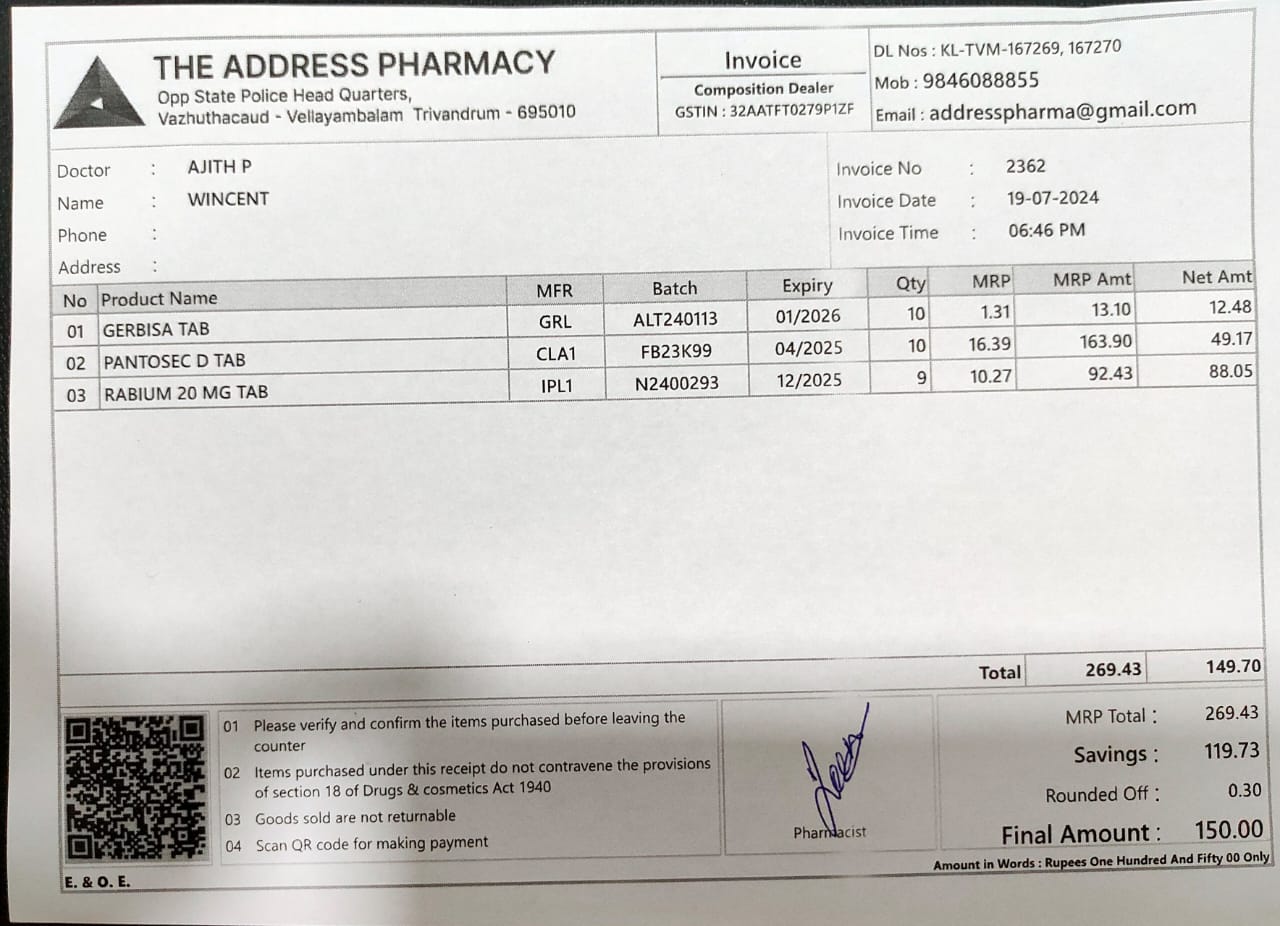 THE ADDRESS PHARMACY
Opp State Police Head Quarters,
Vazhuthacaud - Vellayambalam Trivandrum - 695010
Invoice
Composition Dealer
GSTIN : 32AATFT0279P1ZF
DL Nos : KL-TVM-167269, 167270
Mob : 9846088855
Email : addresspharma@gmail.com
Doctor : AJITH P
Name : WINCENT
Phone :
Address :
Invoice No : 2362
Invoice Date : 19-07-2024
Invoice Time : 06:46 PM
No Product Name MFR Batch Expiry Qty MRP MRP Amt Net Amt
01 GERBISA TAB GRL ALT240113 01/2026 10 1.31 13.10 12.48
02 PANTOSEC D TAB CLA1 FB23K99 04/2025 10 16.39 163.90 49.17
03 RABIUM 20 MG TAB IPL1 N2400293 12/2025 9 10.27 92.43 88.05
Total 269.43 149.70
01 Please verify and confirm the items purchased before leaving the
counter
02 Items purchased under this receipt do not contravene the provisions
of section 18 of Drugs & cosmetics Act 1940
03 Goods sold are not returnable
04 Scan QR code for making payment
Pharmacist
MRP Total : 269.43
Savings : 119.73
Rounded Off : 0.30
Final Amount : 150.00
Amount in Words : Rupees One Hundred And Fifty 00 Only
E. & O. E.